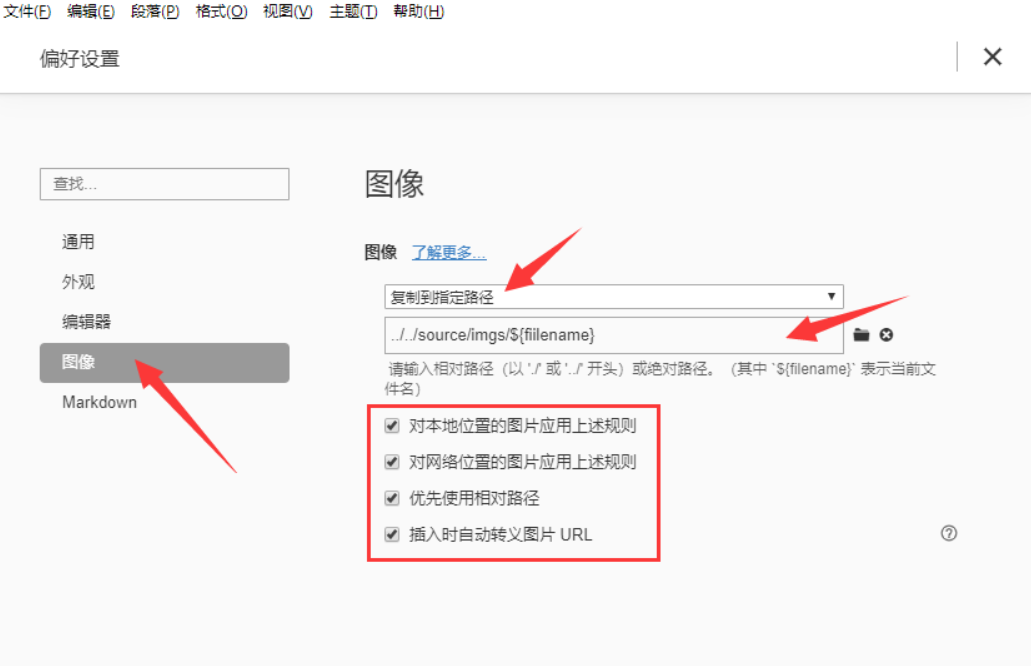 文件(F) 编辑(E) 段落(P) 格式(O) 视图(V) 主题(T) 帮助(H)
偏好设置
查找...
通用
外观
编辑器
图像
Markdown
图像
图像 了解更多...
复制到指定路径
../../source/imgs/${fiilename}
请输入相对路径（以 './' 或 '../' 开头）或绝对路径。（其中 `${filename}` 表示当前文
件名）
对本地位置的图片应用上述规则
对网络位置的图片应用上述规则
优先使用相对路径
插入时自动转义图片 URL